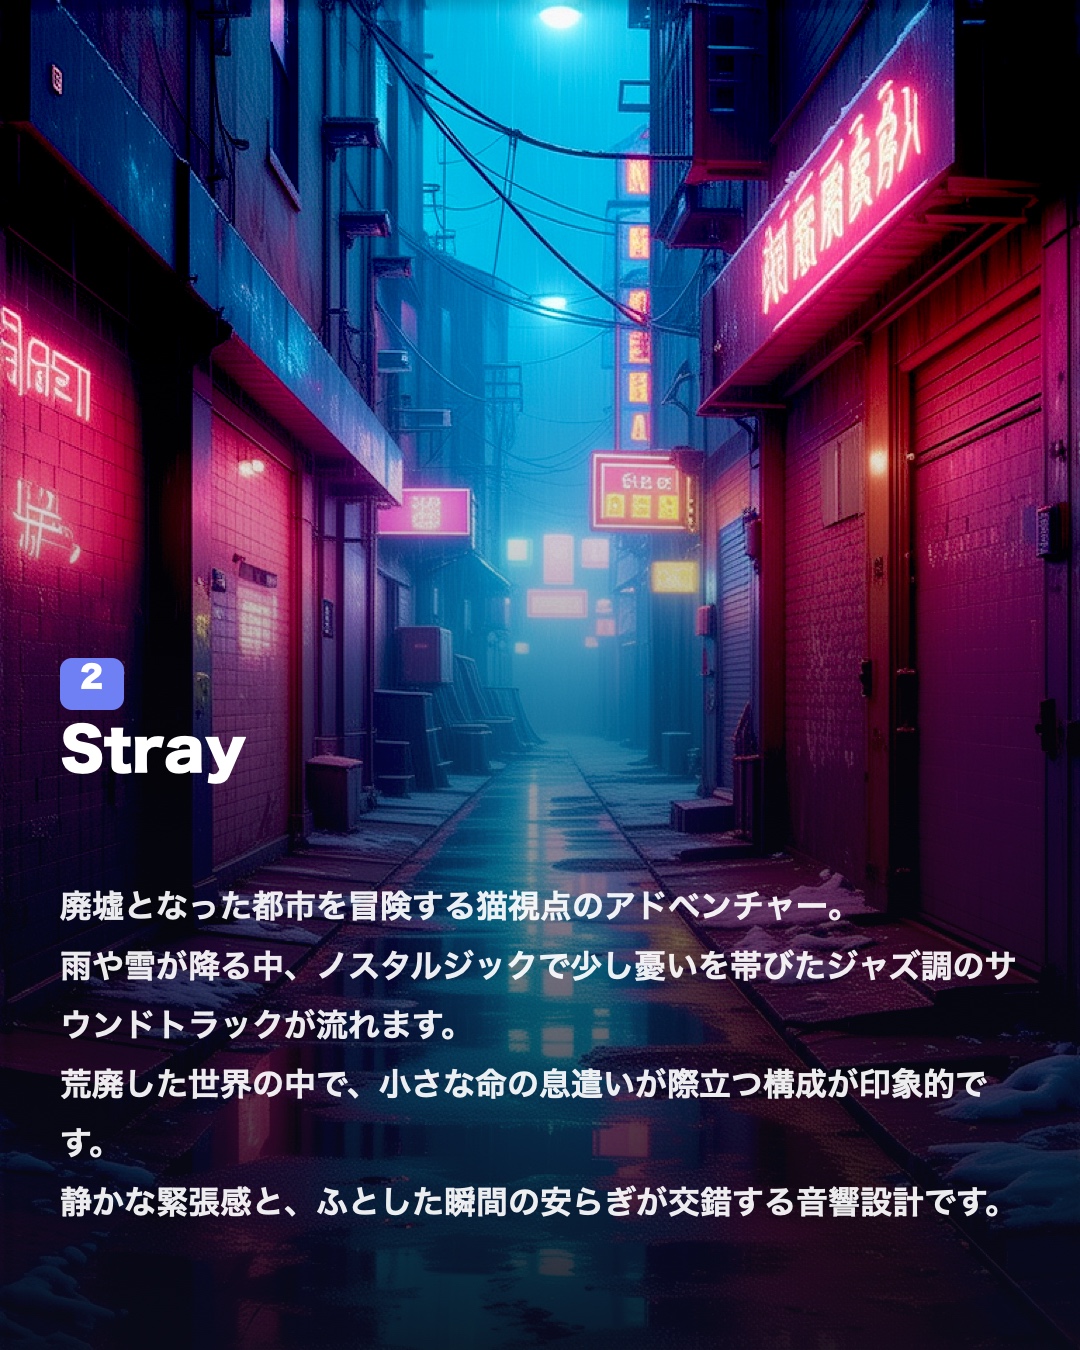 2
Stray
廃墟となった都市を冒険する猫視点のアドベンチャー。
雨や雪が降る中、ノスタルジックで少し憂いを帯びたジャズ調のサ
ウンドトラックが流れます。
荒廃した世界の中で、小さな命の息遣いが際立つ構成が印象的で
す。
静かな緊張感と、ふとした瞬間の安らぎが交錯する音響設計です。